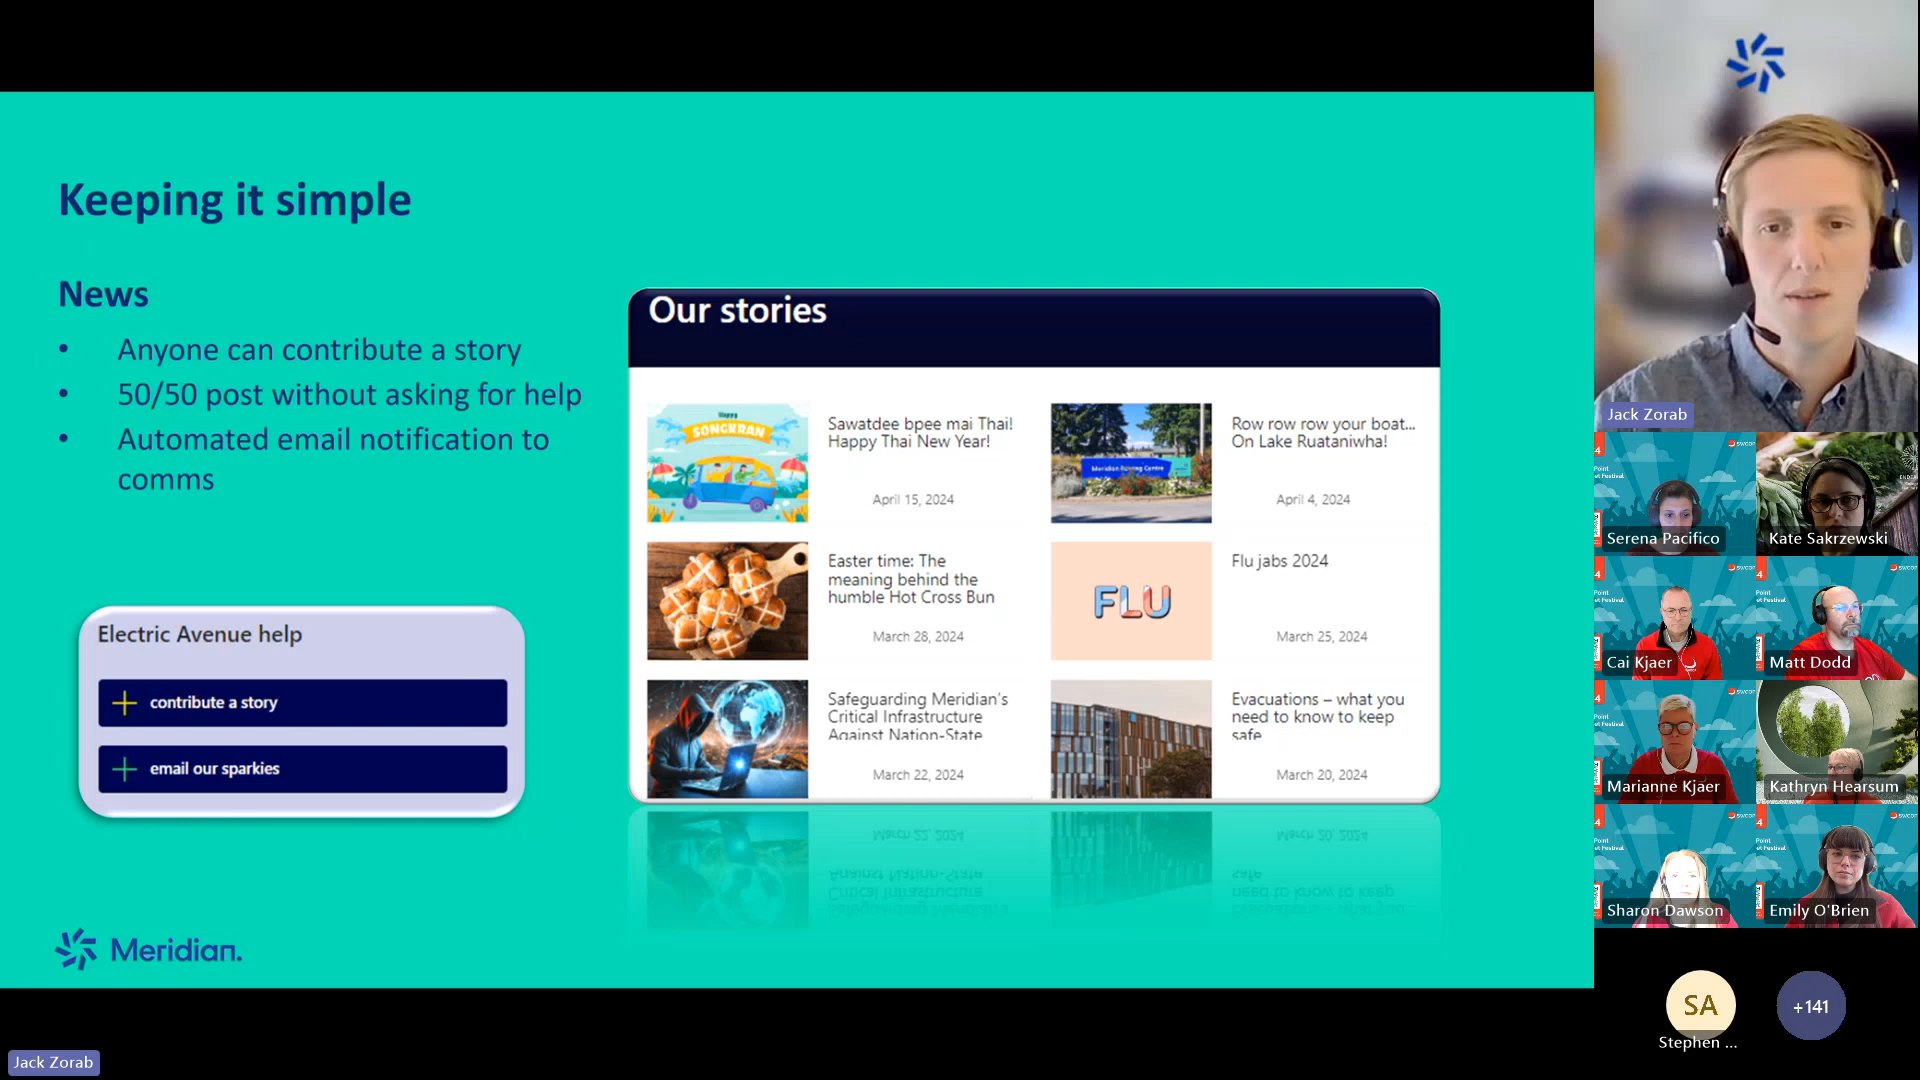 Keeping it simple
News
• Anyone can contribute a story
• 50/50 post without asking for help
• Automated email notification to
comms
Electric Avenue help
contribute a story
email our sparkies
Meridian.
Our stories
Happy
SONGKRAN
Sawatdee bpee mai Thai!
Happy Thai New Year!
April 15, 2024
Meridian Rowing Centre
Row row row your boat...
On Lake Ruataniwha!
April 4, 2024
Easter time: The
meaning behind the
humble Hot Cross Bun
March 28, 2024
FLU
Flu jabs 2024
March 25, 2024
Safeguarding Meridian's
Critical Infrastructure
Against Nation-State
March 22, 2024
Evacuations – what you
need to know to keep
safe
March 20, 2024
Jack Zorab
Serena Pacifico
Kate Sakrzewski
Cai Kjaer
Matt Dodd
Marianne Kjaer
Kathryn Hearsum
Sharon Dawson
Emily O'Brien
SA
Stephen ...
+141
Jack Zorab